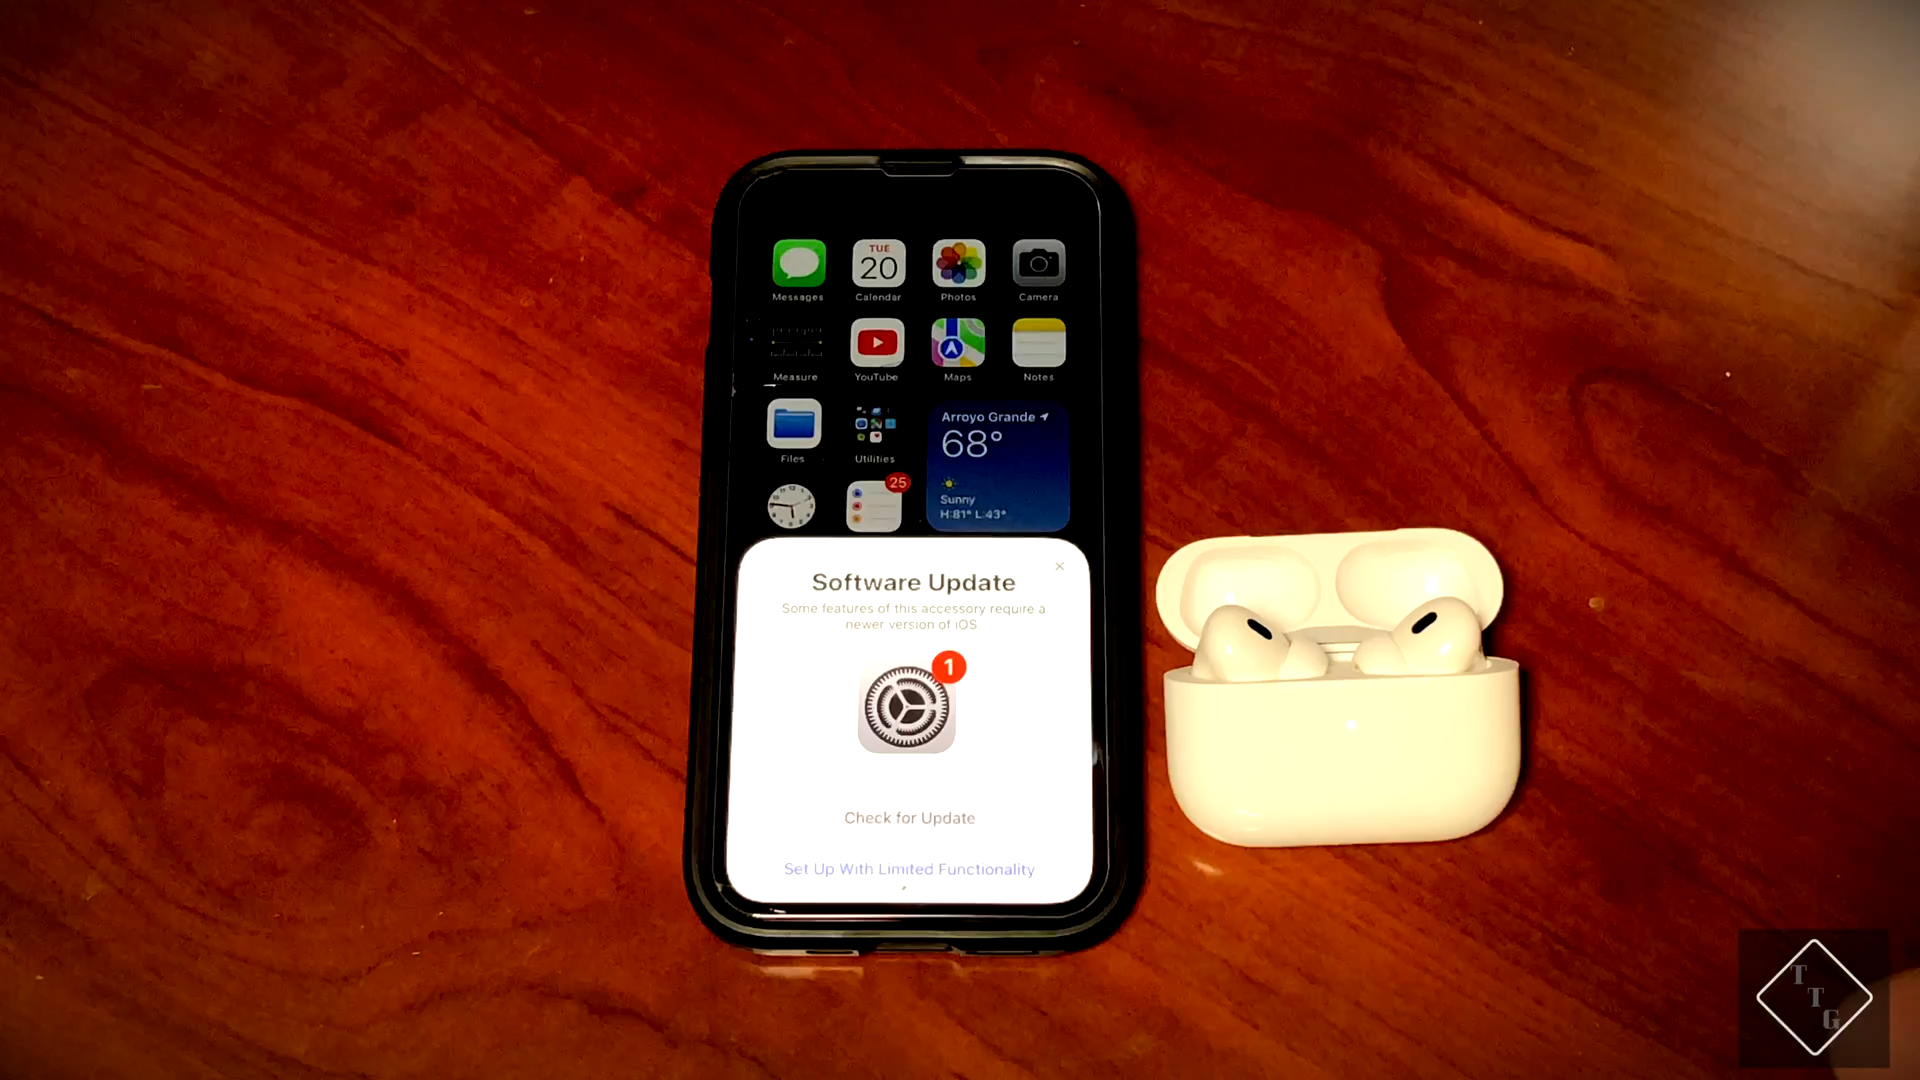 TUE
20
Messages
Calendar
Photos
Camera
Measure
YouTube
Maps
Notes
Arroyo Grande
68°
Files
Utilities
25
Sunny
H:81° L:43°
Software Update
Some features of this accessory require a
newer version of iOS
1
Check for Update
Set Up With Limited Functionality
T
T
G